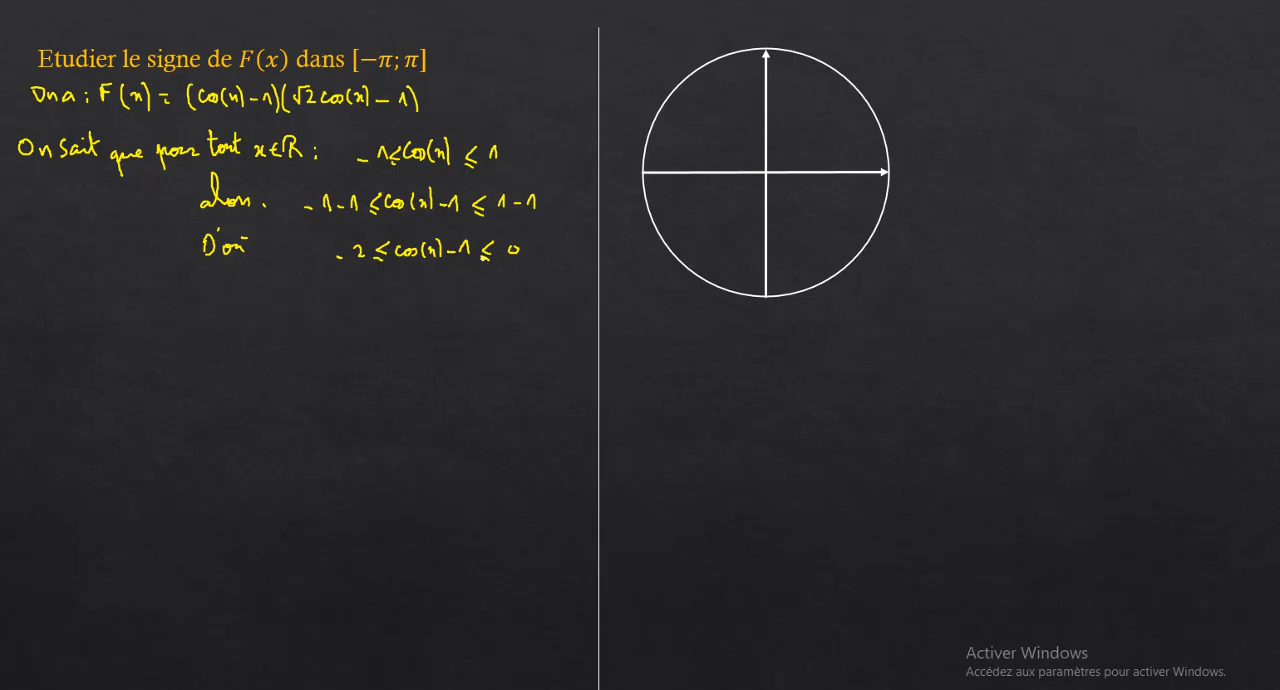 Etudier le signe de F(x) dans [−π; π]
On a : F(x) = (cos(x) - 1)(√2 cos(x) - 1)
On sait que pour tout x ∈ ℝ : - 1 ≤ cos(x) ≤ 1
alors . - 1 - 1 ≤ cos(x) - 1 ≤ 1 - 1
D'où - 2 ≤ cos(x) - 1 ≤ 0
Activer Windows
Accédez aux paramètres pour activer Windows.